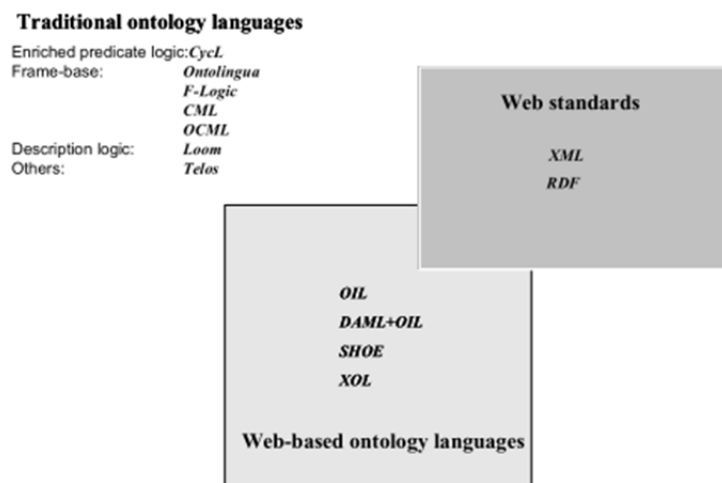 Traditional ontology languages
Enriched predicate logic:CycL
Frame-base: Ontolingua
F-Logic
CML
OCML
Description logic: Loom
Others: Telos
Web standards
XML
RDF
OIL
DAML+OIL
SHOE
XOL
Web-based ontology languages